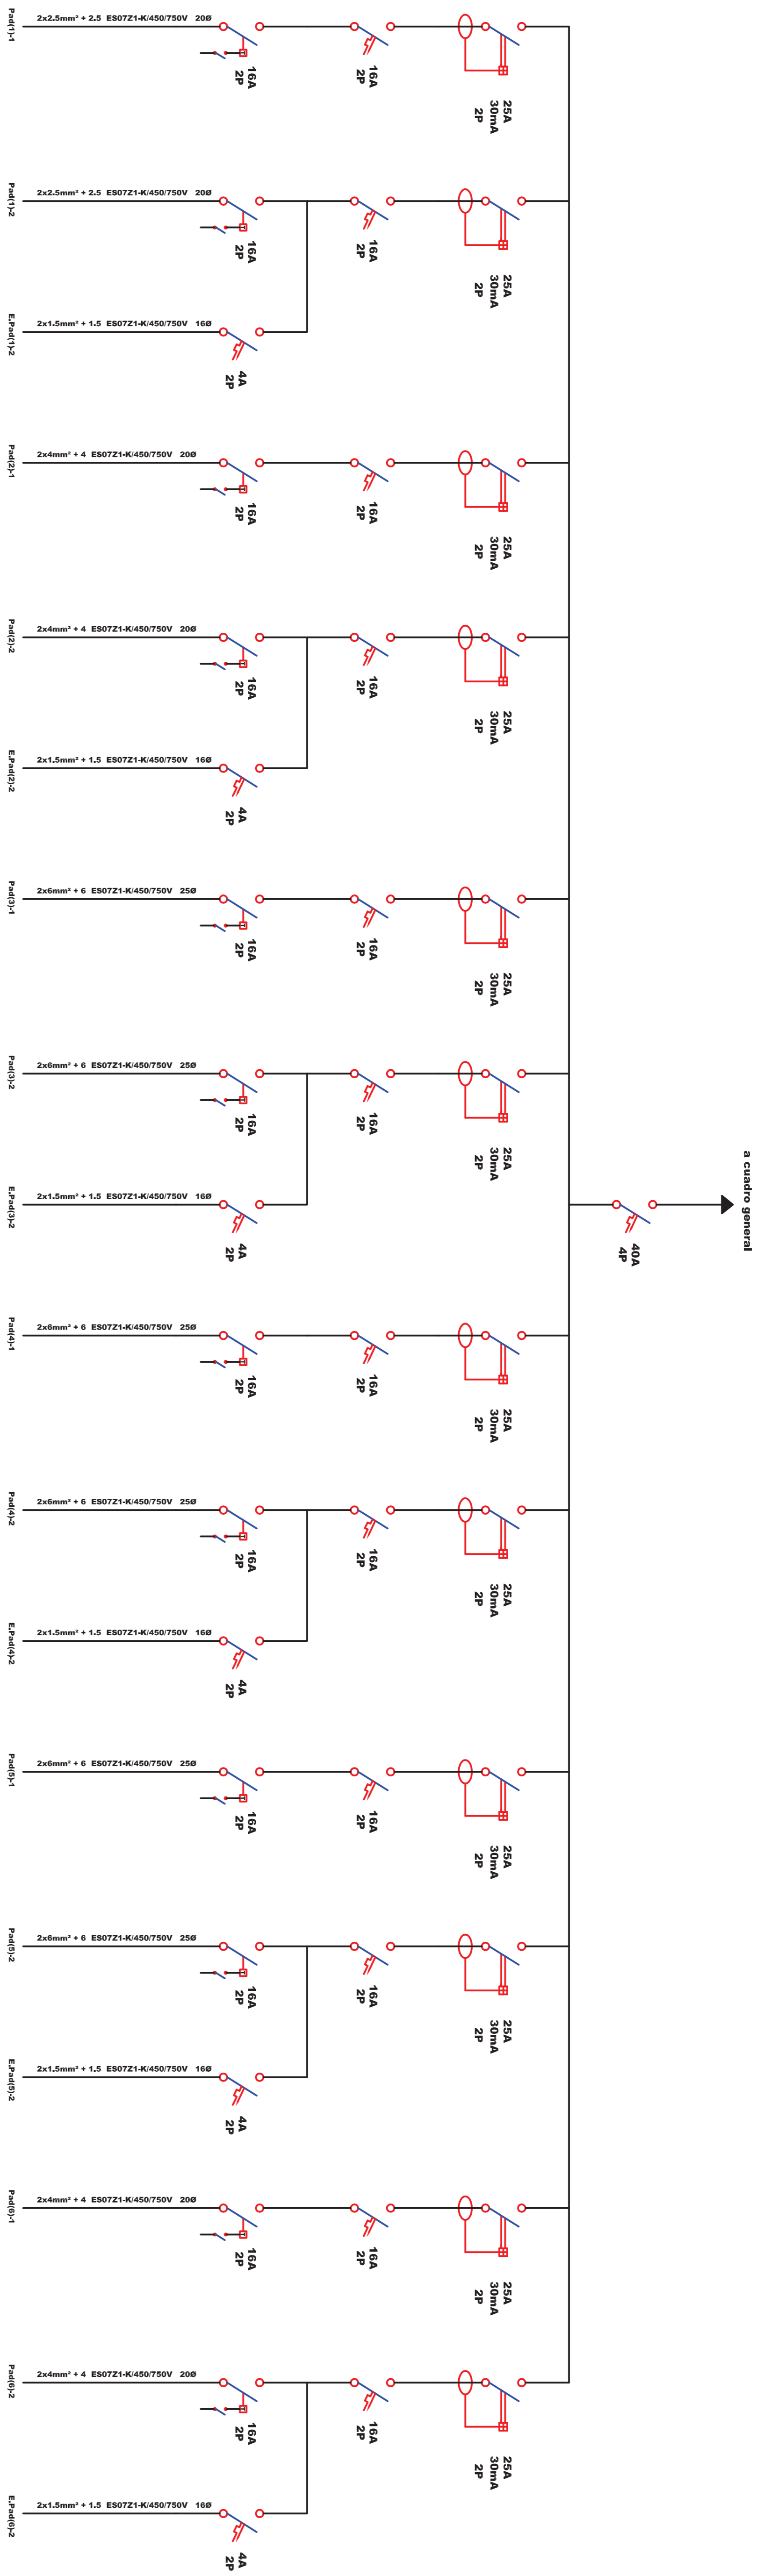 a cuadro general
40A
4P
25A
30mA
2P
16A
2P
16A
2P
2x2.5mm² + 2.5 ES07Z1-K/450/750V 20Ø
Pad(1)-1
25A
30mA
2P
16A
2P
16A
2P
2x2.5mm² + 2.5 ES07Z1-K/450/750V 20Ø
Pad(1)-2
4A
2P
2x1.5mm² + 1.5 ES07Z1-K/450/750V 16Ø
E.Pad(1)-2
25A
30mA
2P
16A
2P
16A
2P
2x4mm² + 4 ES07Z1-K/450/750V 20Ø
Pad(2)-1
25A
30mA
2P
16A
2P
16A
2P
2x4mm² + 4 ES07Z1-K/450/750V 20Ø
Pad(2)-2
4A
2P
2x1.5mm² + 1.5 ES07Z1-K/450/750V 16Ø
E.Pad(2)-2
25A
30mA
2P
16A
2P
16A
2P
2x6mm² + 6 ES07Z1-K/450/750V 25Ø
Pad(3)-1
25A
30mA
2P
16A
2P
16A
2P
2x6mm² + 6 ES07Z1-K/450/750V 25Ø
Pad(3)-2
4A
2P
2x1.5mm² + 1.5 ES07Z1-K/450/750V 16Ø
E.Pad(3)-2
25A
30mA
2P
16A
2P
16A
2P
2x6mm² + 6 ES07Z1-K/450/750V 25Ø
Pad(4)-1
25A
30mA
2P
16A
2P
16A
2P
2x6mm² + 6 ES07Z1-K/450/750V 25Ø
Pad(4)-2
4A
2P
2x1.5mm² + 1.5 ES07Z1-K/450/750V 16Ø
E.Pad(4)-2
25A
30mA
2P
16A
2P
16A
2P
2x6mm² + 6 ES07Z1-K/450/750V 25Ø
Pad(5)-1
25A
30mA
2P
16A
2P
16A
2P
2x6mm² + 6 ES07Z1-K/450/750V 25Ø
Pad(5)-2
4A
2P
2x1.5mm² + 1.5 ES07Z1-K/450/750V 16Ø
E.Pad(5)-2
25A
30mA
2P
16A
2P
16A
2P
2x4mm² + 4 ES07Z1-K/450/750V 20Ø
Pad(6)-1
25A
30mA
2P
16A
2P
16A
2P
2x4mm² + 4 ES07Z1-K/450/750V 20Ø
Pad(6)-2
4A
2P
2x1.5mm² + 1.5 ES07Z1-K/450/750V 16Ø
E.Pad(6)-2